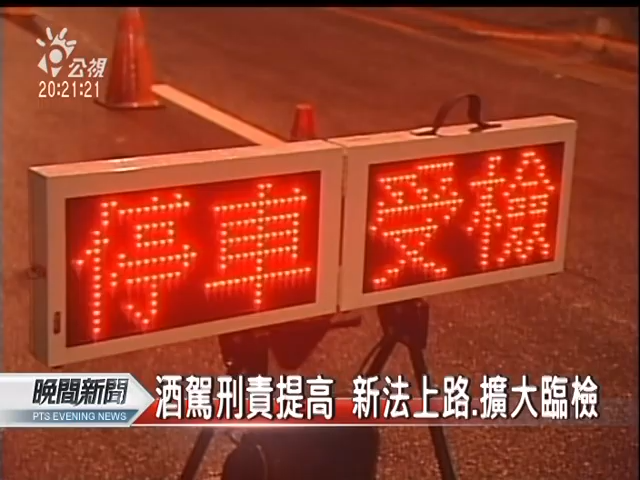 公視
20:21:21
停車受檢
晚間新聞
PTS EVENING NEWS
酒駕刑責提高 新法上路.擴大臨檢